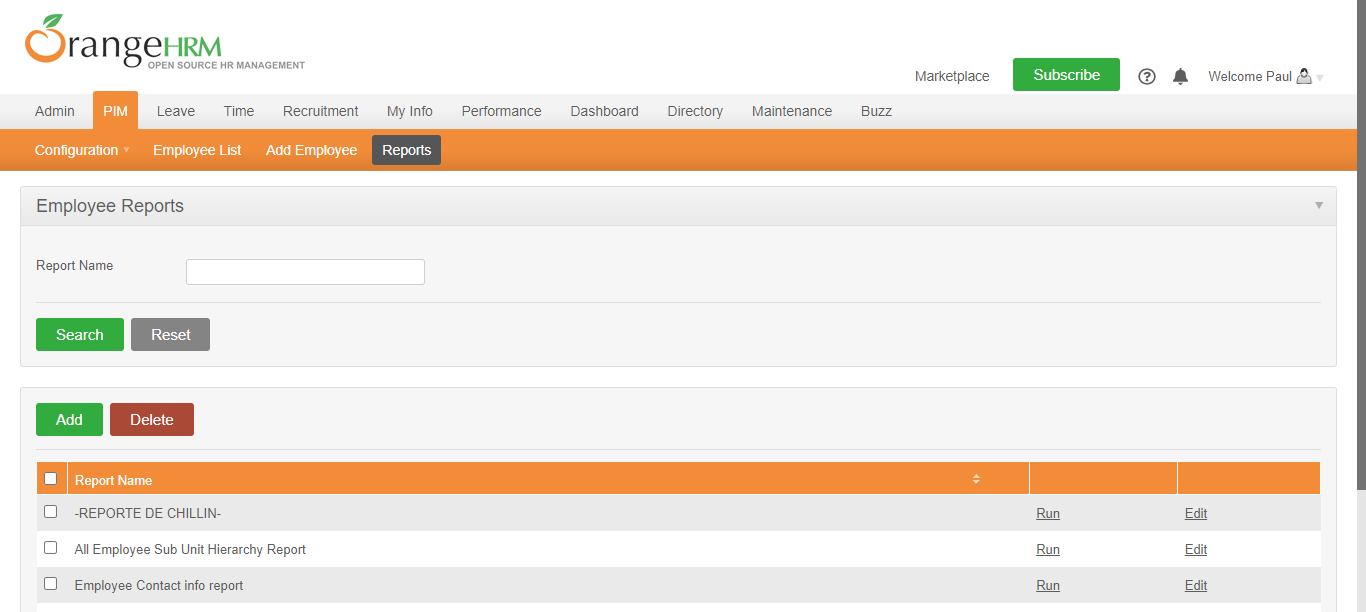 OrangeHRM
OPEN SOURCE HR MANAGEMENT
Marketplace
Subscribe
Welcome Paul
Admin PIM Leave Time Recruitment My Info Performance Dashboard Directory Maintenance Buzz
Configuration Employee List Add Employee Reports
Employee Reports
Report Name
Search Reset
Add Delete
Report Name
-REPORTE DE CHILLIN- Run Edit
All Employee Sub Unit Hierarchy Report Run Edit
Employee Contact info report Run Edit